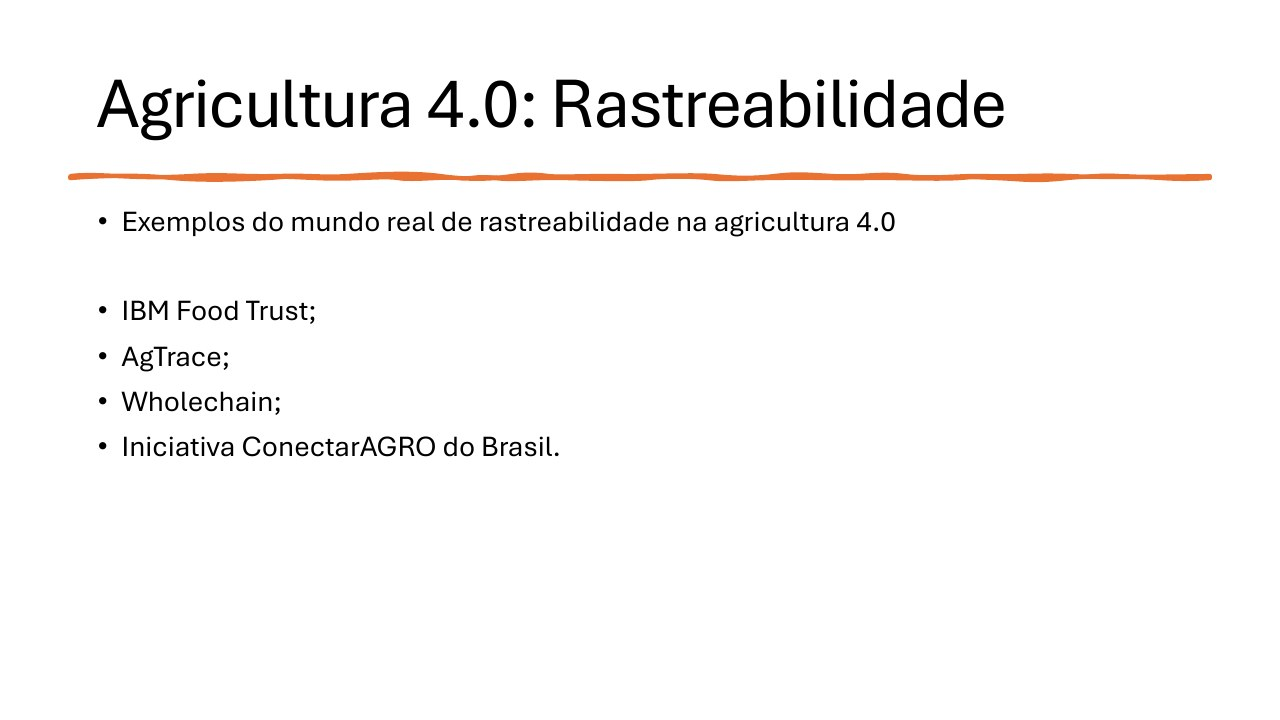 Agricultura 4.0: Rastreabilidade
• Exemplos do mundo real de rastreabilidade na agricultura 4.0
• IBM Food Trust;
• AgTrace;
• Wholechain;
• Iniciativa ConectarAGRO do Brasil.